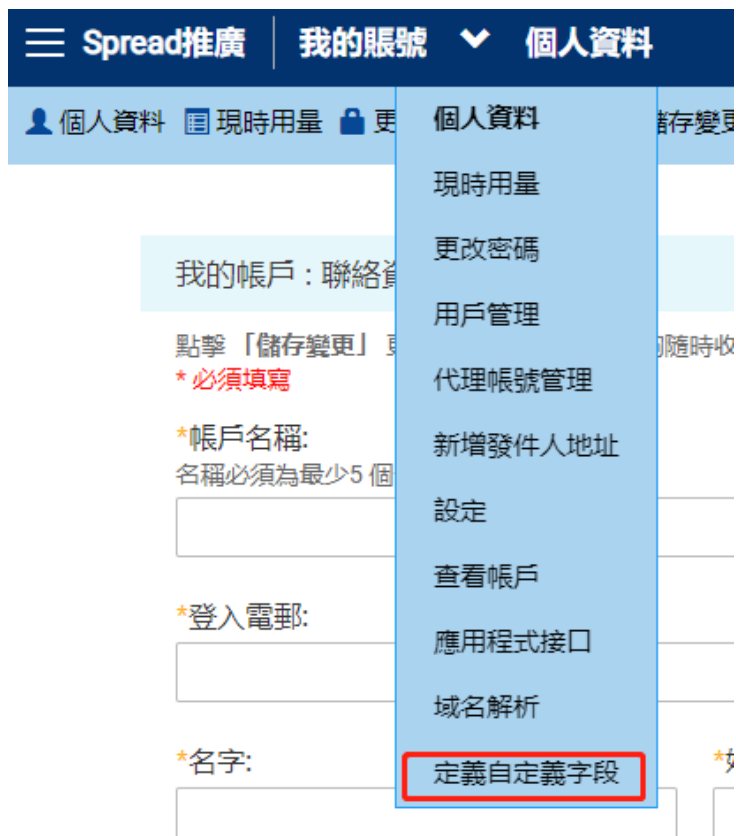 Spread推廣 我的賬號 個人資料
個人資料 現時用量 更 存變更
個人資料
現時用量
更改密碼
用戶管理
代理帳號管理
新增發件人地址
設定
查看帳戶
應用程式接口
域名解析
定義自定義字段
我的帳戶 : 聯絡
點擊 「儲存變更」 隨時收
* 必須填寫
*帳戶名稱:
名稱必須為最少5 個
*登入電郵:
*名字: